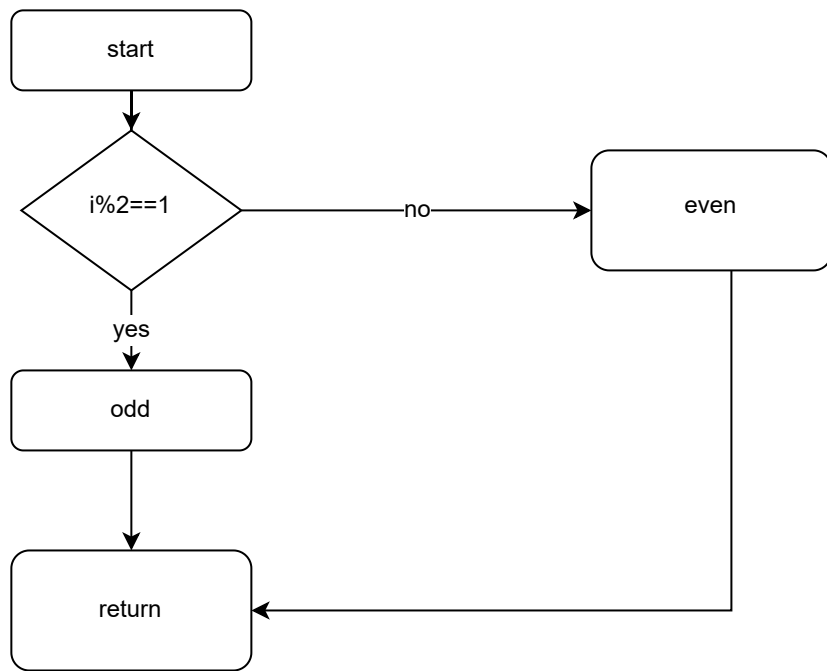 start
i%2==1
no
even
yes
odd
return